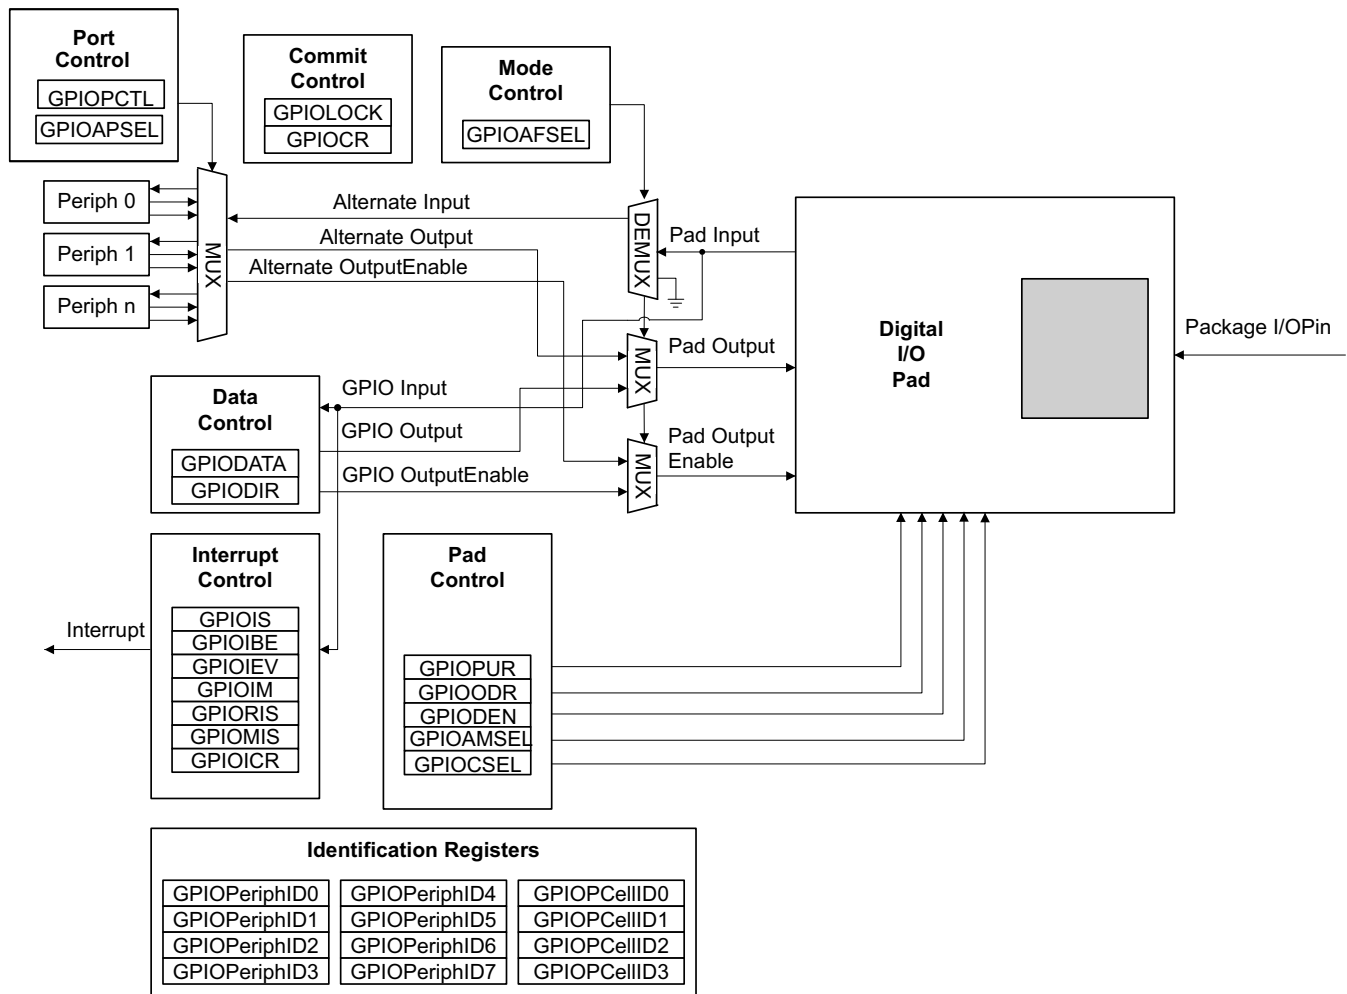 Port
Control
GPIOPCTL
GPIOAPSEL
Commit
Control
GPIOLOCK
GPIOCR
Mode
Control
GPIOAFSEL
Periph 0
Periph 1
Periph n
MUX
Alternate Input
Alternate Output
Alternate OutputEnable
DEMUX
Pad Input
MUX
Pad Output
MUX
Pad Output
Enable
Digital
I/O
Pad
Package I/OPin
Data
Control
GPIODATA
GPIODIR
GPIO Input
GPIO Output
GPIO OutputEnable
Interrupt
Control
GPIOIS
GPIOIBE
GPIOIEV
GPIOIM
GPIORIS
GPIOMIS
GPIOICR
Interrupt
Pad
Control
GPIOPUR
GPIOODR
GPIODEN
GPIOAMSEL
GPIOCSEL
Identification Registers
GPIOPeriphID0
GPIOPeriphID1
GPIOPeriphID2
GPIOPeriphID3
GPIOPeriphID4
GPIOPeriphID5
GPIOPeriphID6
GPIOPeriphID7
GPIOPCellID0
GPIOPCellID1
GPIOPCellID2
GPIOPCellID3